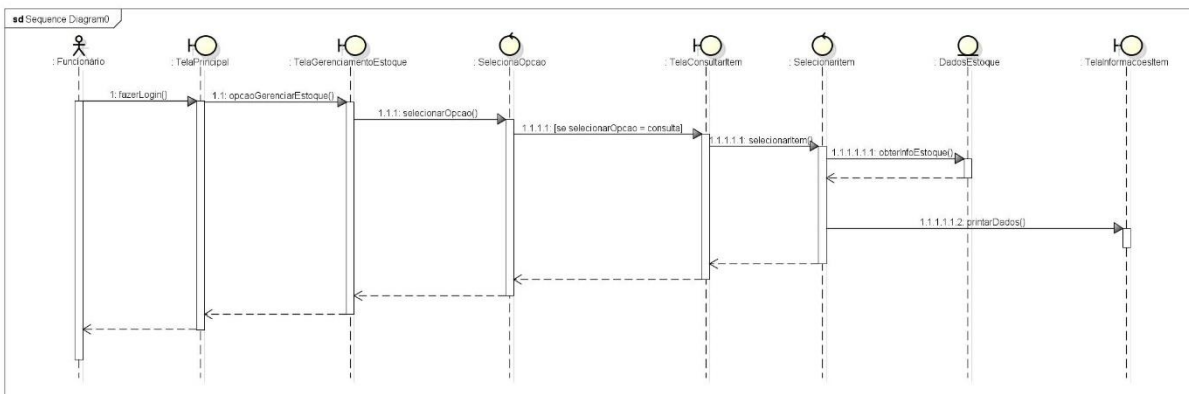 sd Sequence Diagram0
: Funcionário
: TelaPrincipal
: TelaGerenciamentoEstoque
: SelecionaOpcao
: TelaConsultarItem
: SelecionarItem
: DadosEstoque
: TelaInformacoesItem
1: fazerLogin()
1.1: opcaoGerenciarEstoque()
1.1.1: selecionarOpcao()
1.1.1.1: [se selecionarOpcao = consulta]
1.1.1.1.1: selecionarItem()
1.1.1.1.1.1: obterInfoEstoque()
1.1.1.1.1.2: printarDados()